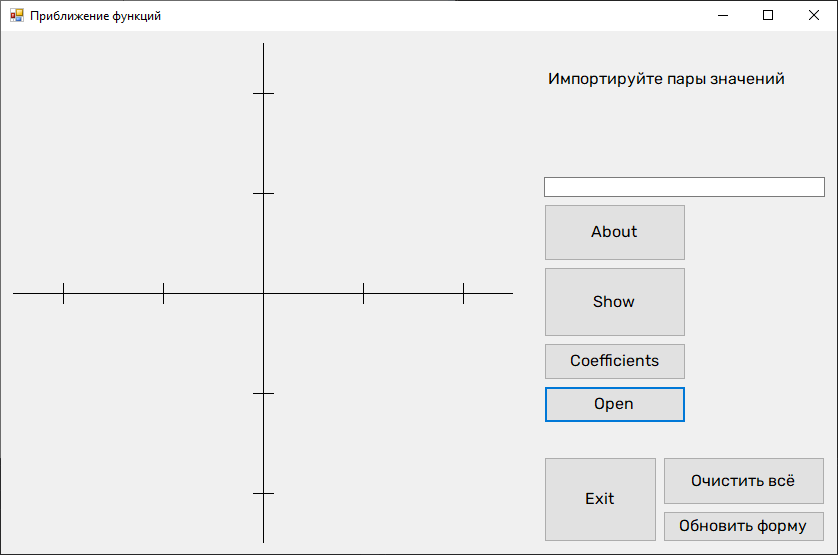 Приближение функций
Импортируйте пары значений
About
Show
Coefficients
Open
Exit
Очистить всё
Обновить форму